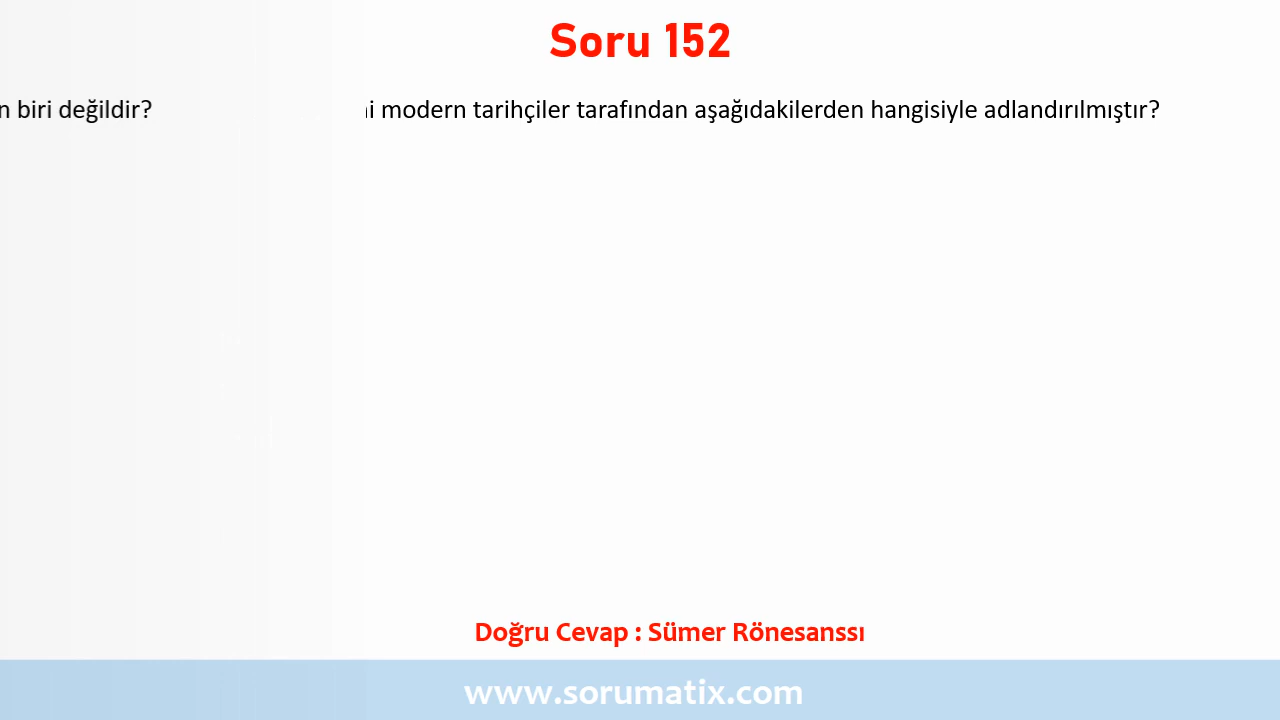 Soru 152
biri değildir? modern tarihçiler tarafından aşağıdakilerden hangisiyle adlandırılmıştır?
Doğru Cevap : Sümer Rönesanssı
www.sorumatix.com